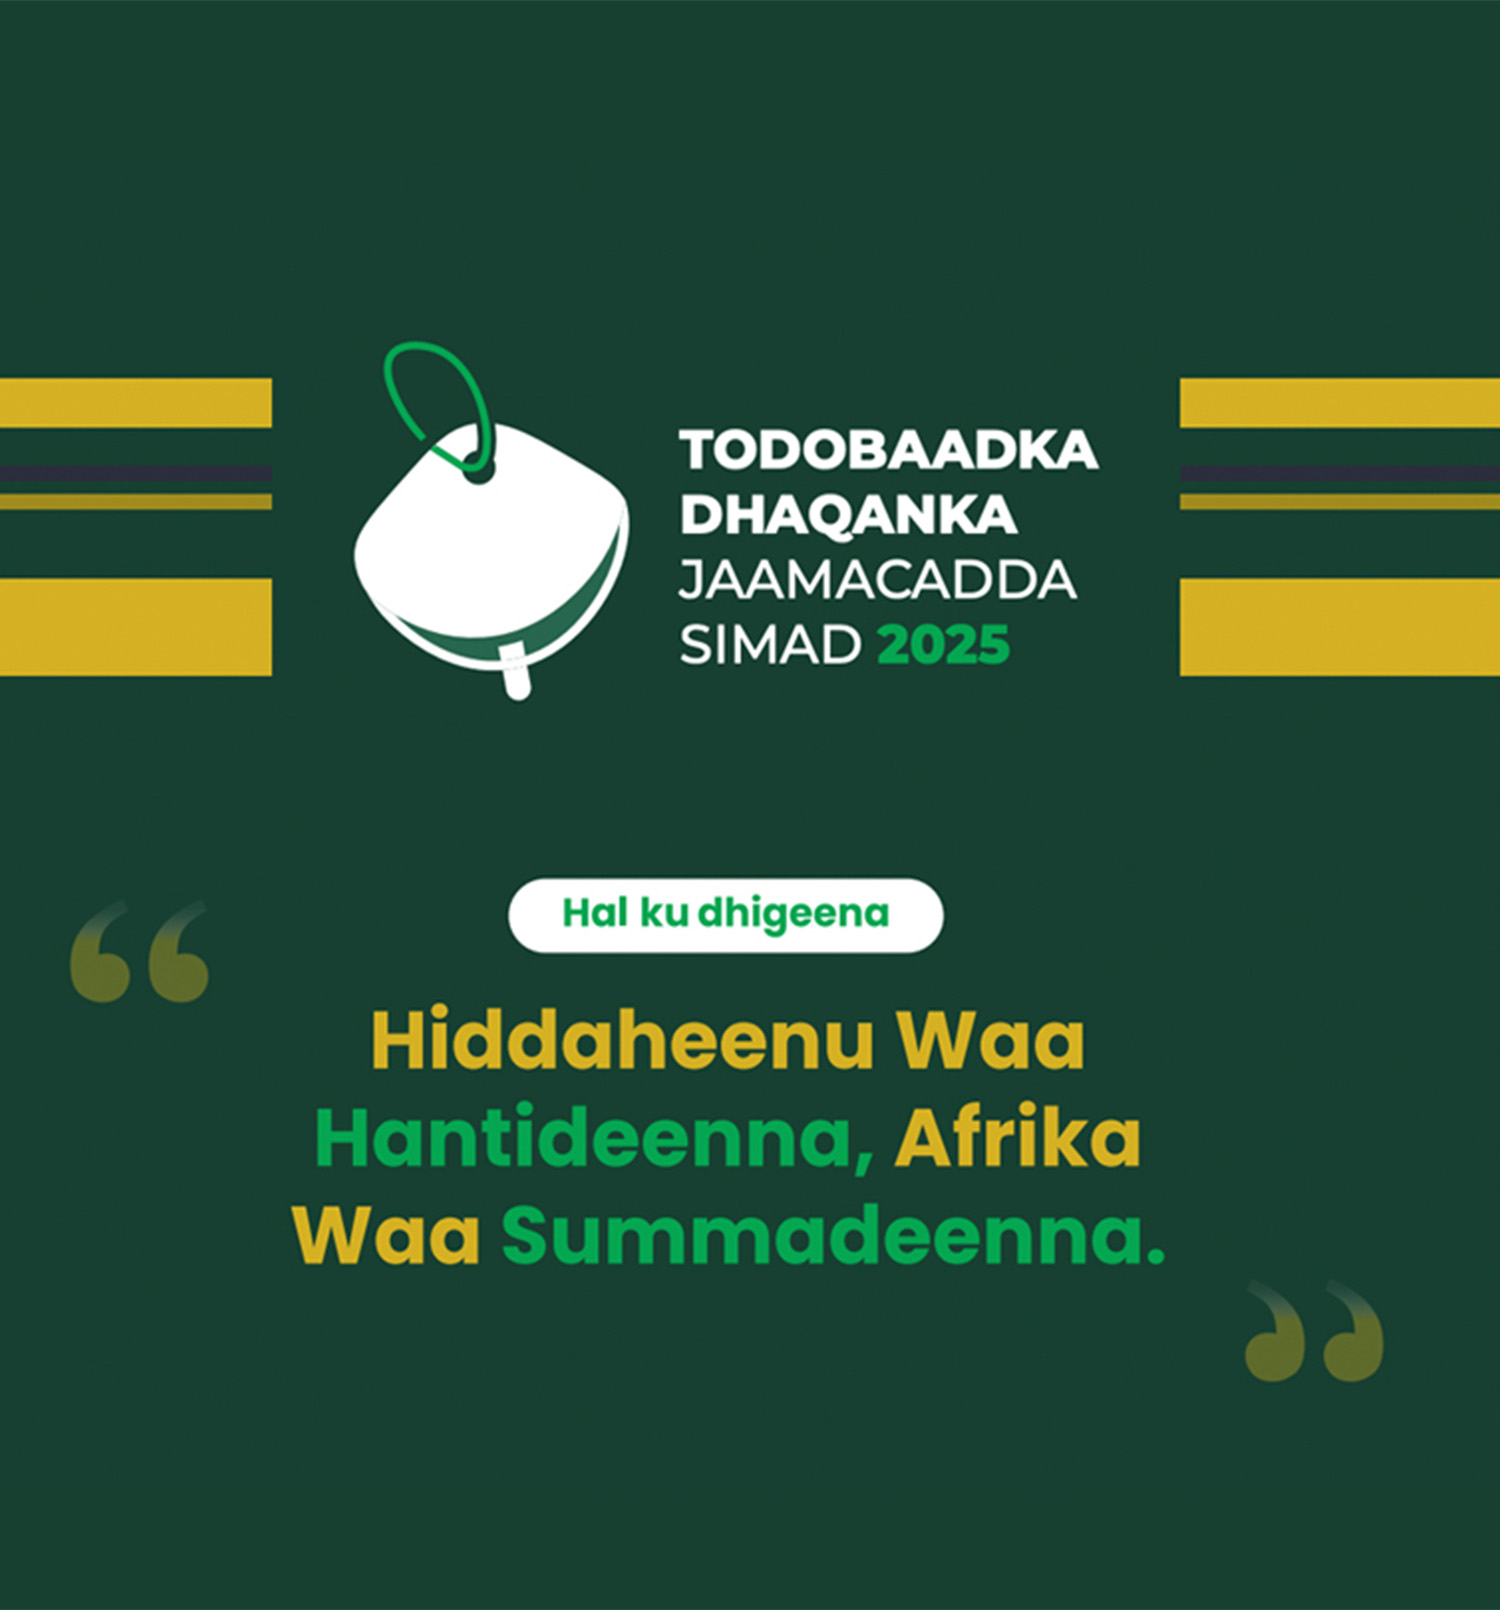 TODOBAADKA
DHAQANKA
JAAMACADDA
SIMAD 2025
Hal ku dhigeena
“
Hiddaheenu Waa
Hantideenna, Afrika
Waa Summadeenna.
”